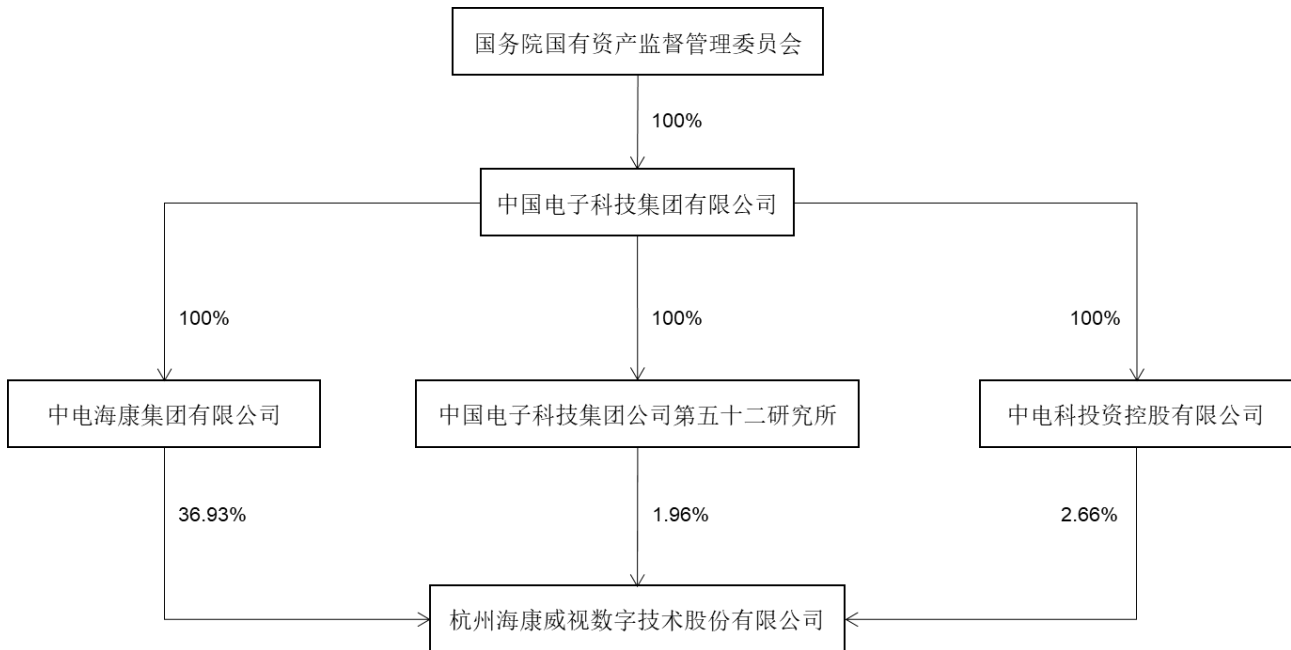 国务院国有资产监督管理委员会
100%
中国电子科技集团有限公司
100%
100%
100%
中电海康集团有限公司
中国电子科技集团公司第五十二研究所
中电科投资控股有限公司
36.93%
1.96%
2.66%
杭州海康威视数字技术股份有限公司